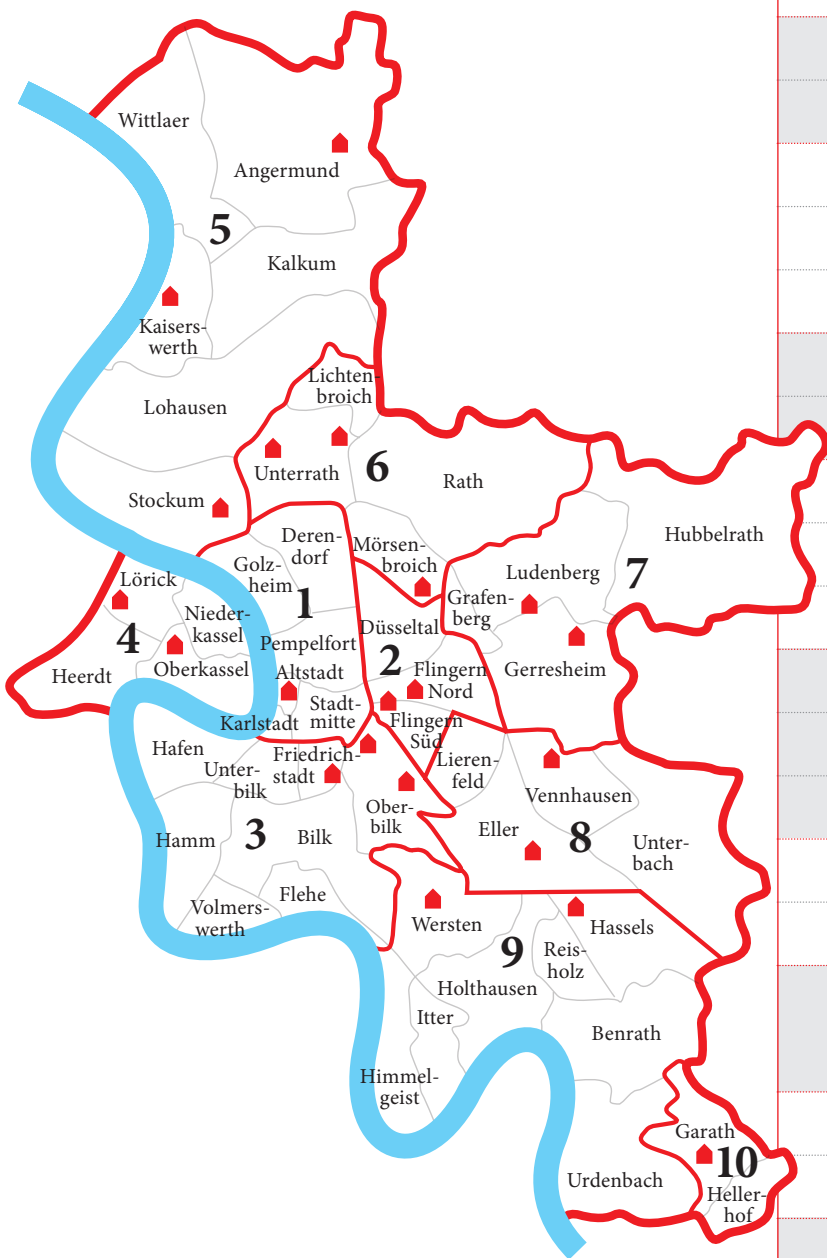 Wittlaer
Angermund
5
Kalkum
Kaisers-
werth
Lichten-
broich
Lohausen
Unterrath
6
Rath
Stockum
Hubbelrath
Deren-
dorf
Mörsen-
broich
Golz-
heim
Ludenberg
7
Lörick
1
Grafen-
berg
Nieder-
kassel
Düsseltal
4
Pempelfort
2
Heerdt
Oberkassel
Altstadt
Flingern
Nord
Gerresheim
Karlstadt
Stadt-
mitte
Flingern
Süd
Hafen
Unter-
bilk
Friedrich-
stadt
Lieren-
feld
Vennhausen
Ober-
bilk
Hamm
3
Bilk
Eller
8
Unter-
bach
Flehe
Volmers-
werth
Wersten
Hassels
9
Reis-
holz
Holthausen
Itter
Benrath
Himmel-
geist
Garath
10
Urdenbach
Heller-
hof